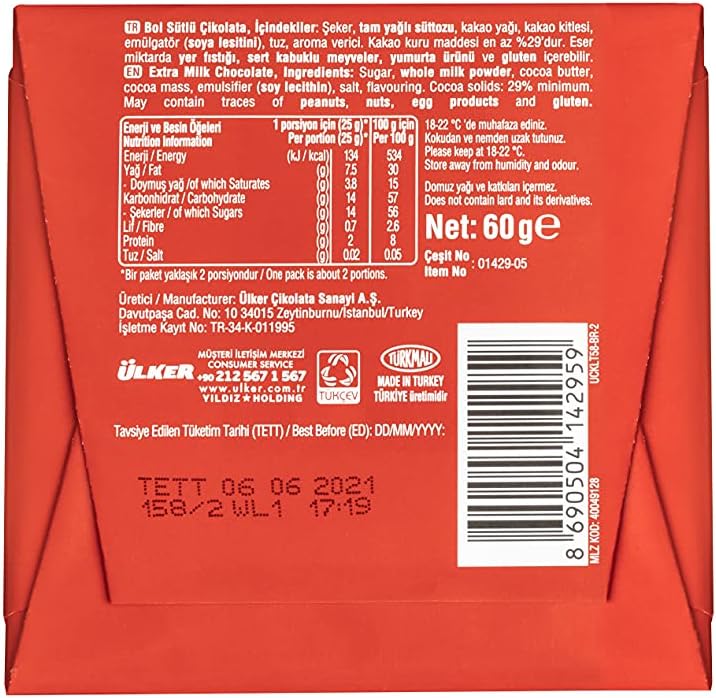 TR Bol Sütlü Çikolata, İçindekiler: Şeker, tam yağlı süttozu, kakao yağı, kakao kitlesi,
emülgatör (soya lesitini), tuz, aroma verici. Kakao kuru maddesi en az %29'dur. Eser
miktarda yer fıstığı, sert kabuklu meyveler, yumurta ürünü ve gluten içerebilir.
EN Extra Milk Chocolate, Ingredients: Sugar, whole milk powder, cocoa butter,
cocoa mass, emulsifier (soy lecithin), salt, flavouring. Cocoa solids: 29% minimum.
May contain traces of peanuts, nuts, egg products and gluten.
Enerji ve Besin Öğeleri 1 porsiyon için (25 g)* 100 g için
Nutrition Information Per portion (25 g)* Per 100 g
Enerji / Energy (kJ / kcal) 134 534
Yağ / Fat (g) 7.5 30
- Doymuş yağ /of which Saturates (g) 3.8 15
Karbonhidrat / Carbohydrate (g) 14 57
- Şekerler / of which Sugars (g) 14 56
Lif / Fibre (g) 0.7 2.6
Protein (g) 2 8
Tuz / Salt (g) 0.02 0.05
*Bir paket yaklaşık 2 porsiyondur / One pack is about 2 portions.
18-22 °C 'de muhafaza ediniz.
Kokudan ve nemden uzak tutunuz.
Please keep at 18-22 °C.
Store away from humidity and odour.
Domuz yağı ve katkıları içermez.
Does not contain lard and its derivatives.
Net: 60 g e
Çeşit No
Item No : 01429-05
Üretici / Manufacturer: Ülker Çikolata Sanayi A.Ş.
Davutpaşa Cad. No: 10 34015 Zeytinburnu/İstanbul/Turkey
İşletme Kayıt No: TR-34-K-011995
ÜLKER
MÜŞTERİ İLETİŞİM MERKEZİ
CONSUMER SERVICE
+90 212 567 1 567
www.ulker.com.tr
YILDIZ★HOLDING
TUKÇEV
TURKMALI
MADE IN TURKEY
TÜRKİYE üretimidir
Tavsiye Edilen Tüketim Tarihi (TETT) / Best Before (ED): DD/MM/YYYY:
TETT 06 06 2021
158/2 WL1 17:19
8 690504 142959
UCKLT58-BR-2
MLZ KOD: 40049128